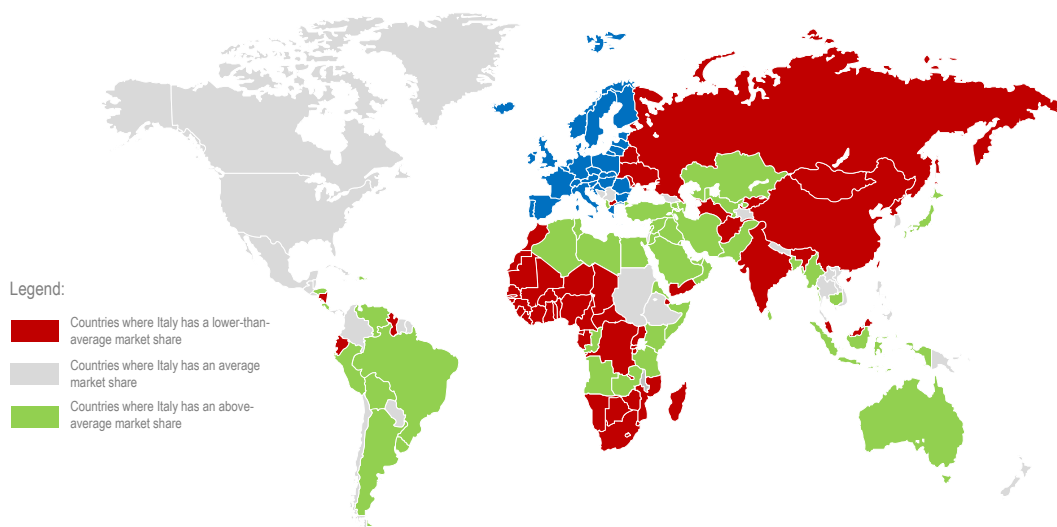 Legend:
Countries where Italy has a lower-than-
average market share
Countries where Italy has an average
market share
Countries where Italy has an above-
average market share